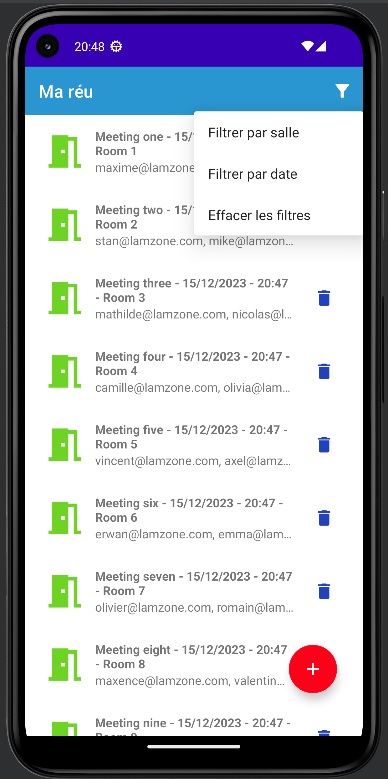 20:48
Ma réu
Meeting one - 15/
Room 1
maxime@lamzone.
Filtrer par salle
Filtrer par date
Effacer les filtres
Meeting two - 15/
Room 2
stan@lamzone.com, mike@lamzon...
Meeting three - 15/12/2023 - 20:47
- Room 3
mathilde@lamzone.com, nicolas@l...
Meeting four - 15/12/2023 - 20:47 -
Room 4
camille@lamzone.com, olivia@lam...
Meeting five - 15/12/2023 - 20:47 -
Room 5
vincent@lamzone.com, axel@lamz...
Meeting six - 15/12/2023 - 20:47 -
Room 6
erwan@lamzone.com, emma@lam...
Meeting seven - 15/12/2023 - 20:47
- Room 7
olivier@lamzone.com, romain@lam...
Meeting eight - 15/12/2023 - 20:47
- Room 8
maxence@lamzone.com, valentin...
Meeting nine - 15/12/2023 - 20:47